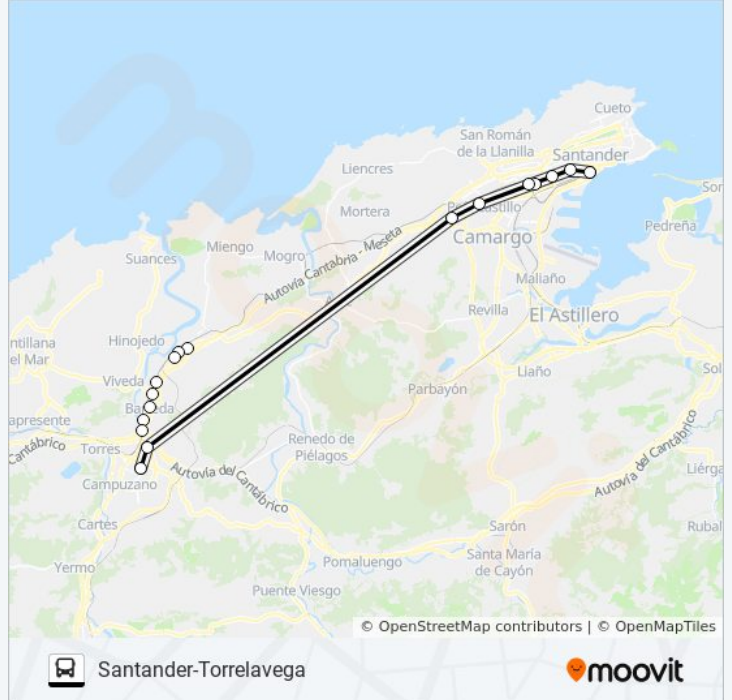 Cueto
San Román
de la Llanilla
Santander
Liencres
Mortera
Camargo
Pedreña
Miengo
Mogro
Suances
Autovía Cantabria - Meseta
Maliaño
Revilla
El Astillero
Hinojedo
ntillana
el Mar
Viveda
Liaño
Sol
Parbayón
apresente
Cantábrico
Torres
Renedo de
Piélagos
Campuzano
Autovía del Cantábrico
Autovía del Cantábrico
Liérga
Cartes
Sarón
Rubal
Yermo
Pomaluengo
Santa María
de Cayón
Puente Viesgo
© OpenStreetMap contributors | © OpenMapTiles
Santander-Torrelavega
moovit